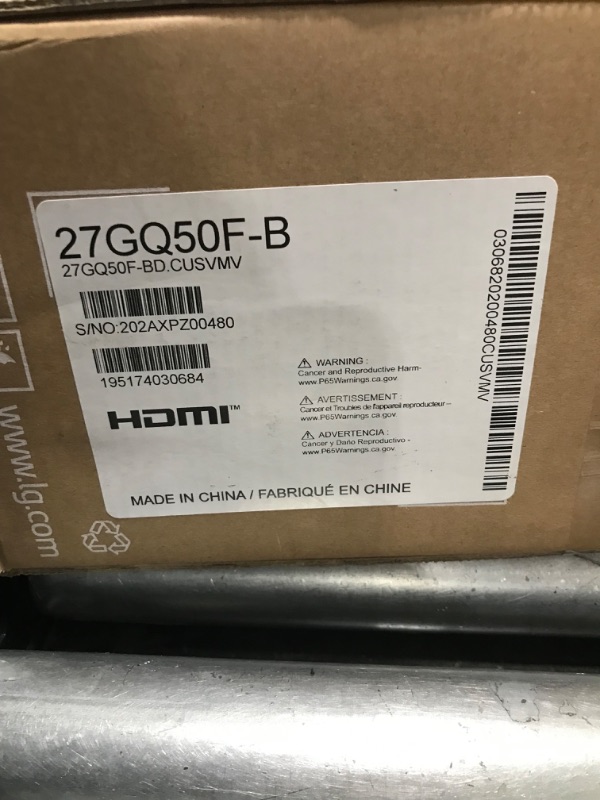 27GQ50F-B
27GQ50F-BD.CUSVMV
S/NO:202AXPZ00480
195174030684
HDMI™
WARNING :
Cancer and Reproductive Harm-
www.P65Warnings.ca.gov
AVERTISSEMENT :
Cancer et Troubles de l'appareil reproducteur –
www.P65Warnings.ca.gov
ADVERTENCIA :
Cancer y Daño Reproductivo -
www.P65Warnings.ca.gov
MADE IN CHINA / FABRIQUÉ EN CHINE
0306820200480CUSVMV
www.lg.com